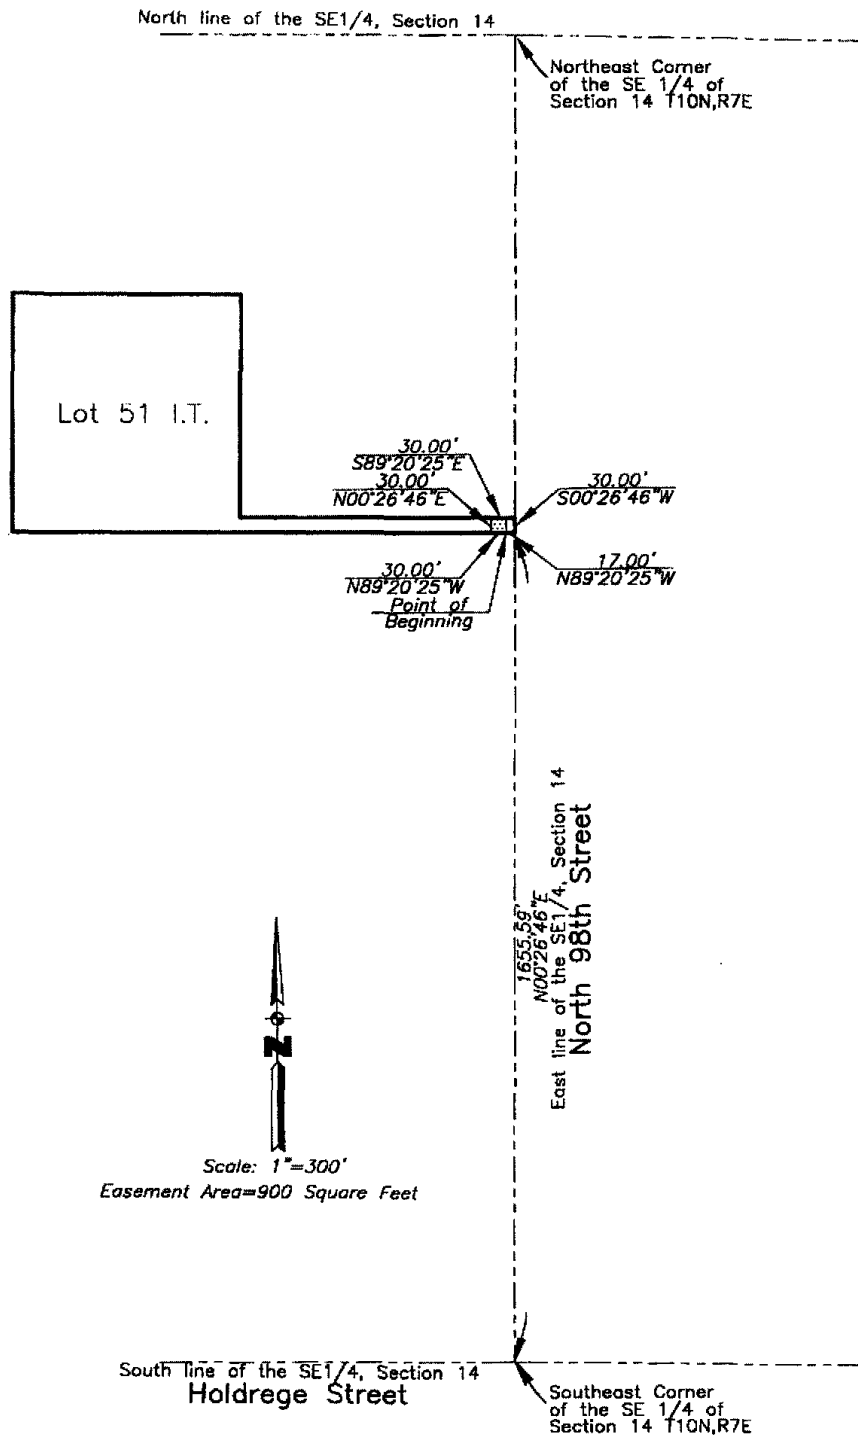 North line of the SE1/4, Section 14
Northeast Corner
of the SE 1/4 of
Section 14 T10N,R7E
Lot 51 I.T.
30.00'
S89°20'25"E
30.00'
N00°26'46"E
30.00'
S00°26'46"W
30.00'
N89°20'25"W
17.00'
N89°20'25"W
Point of
Beginning
1655.59'
N00°26'46"E
East line of the SE1/4, Section 14
North 98th Street
N
Scale: 1"=300'
Easement Area=900 Square Feet
South line of the SE1/4, Section 14
Holdrege Street
Southeast Corner
of the SE 1/4 of
Section 14 T10N,R7E